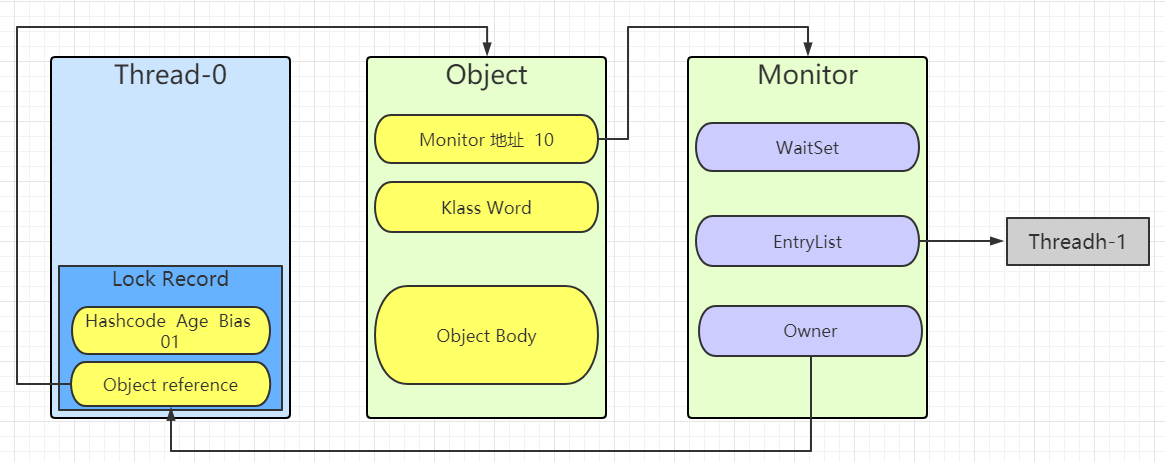 Thread-0
Lock Record
Hashcode Age Bias
01
Object reference
Object
Monitor 地址 10
Klass Word
Object Body
Monitor
WaitSet
EntryList
Owner
Threadh-1